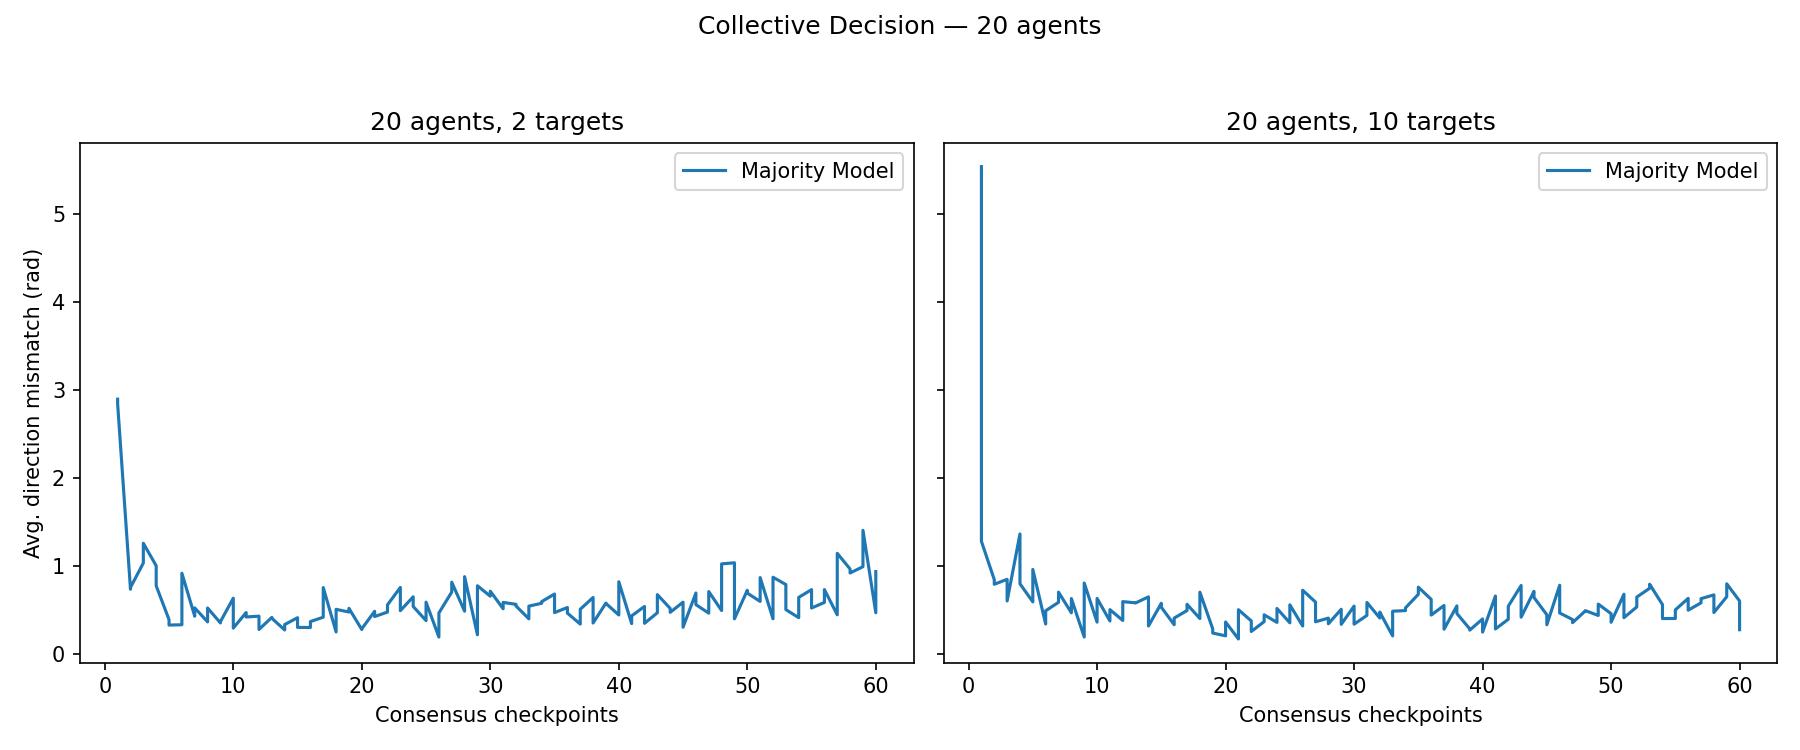 Collective Decision — 20 agents
20 agents, 2 targets
Majority Model
Avg. direction mismatch (rad)
5
4
3
2
1
0
0 10 20 30 40 50 60
Consensus checkpoints
20 agents, 10 targets
Majority Model
0 10 20 30 40 50 60
Consensus checkpoints